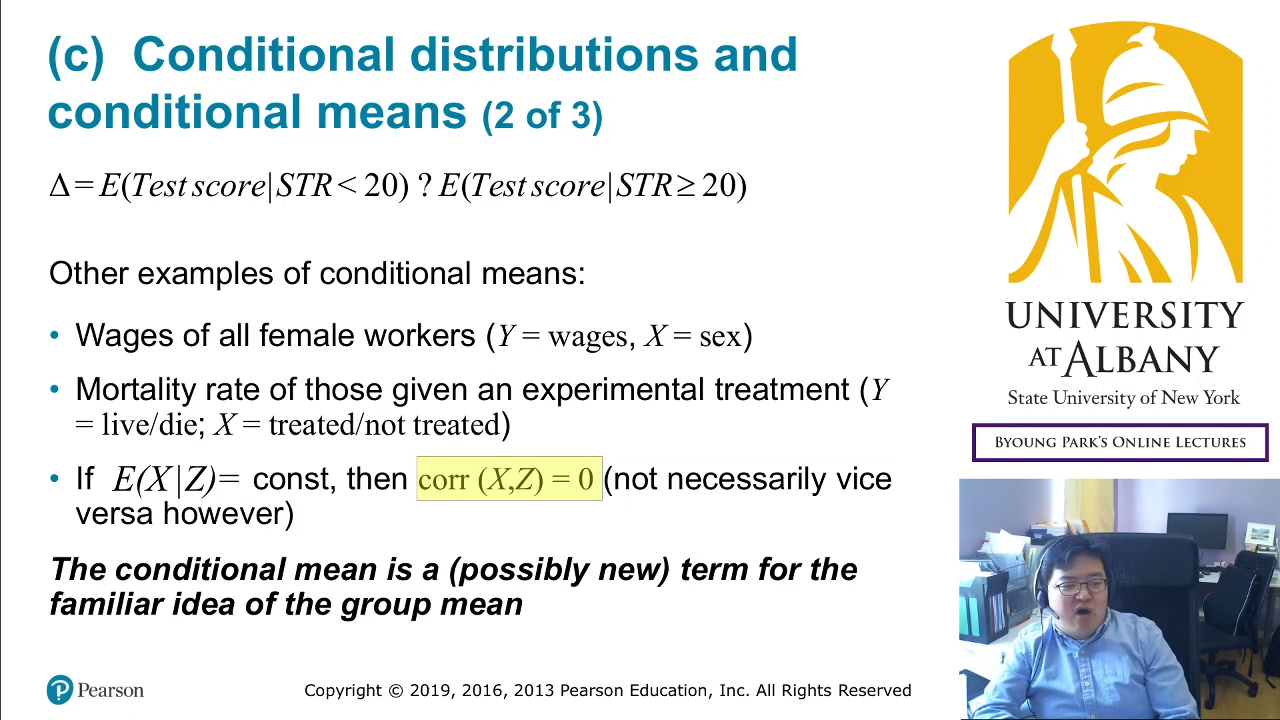 (c) Conditional distributions and
conditional means (2 of 3)
Δ = E(Test score|STR < 20) ? E(Test score|STR ≥ 20)
Other examples of conditional means:
• Wages of all female workers (Y = wages, X = sex)
• Mortality rate of those given an experimental treatment (Y
= live/die; X = treated/not treated)
• If E(X|Z)= const, then corr (X,Z) = 0 (not necessarily vice
versa however)
The conditional mean is a (possibly new) term for the
familiar idea of the group mean
P Pearson
Copyright © 2019, 2016, 2013 Pearson Education, Inc. All Rights Reserved
UNIVERSITY
AT ALBANY
State University of New York
BYOUNG PARK'S ONLINE LECTURES